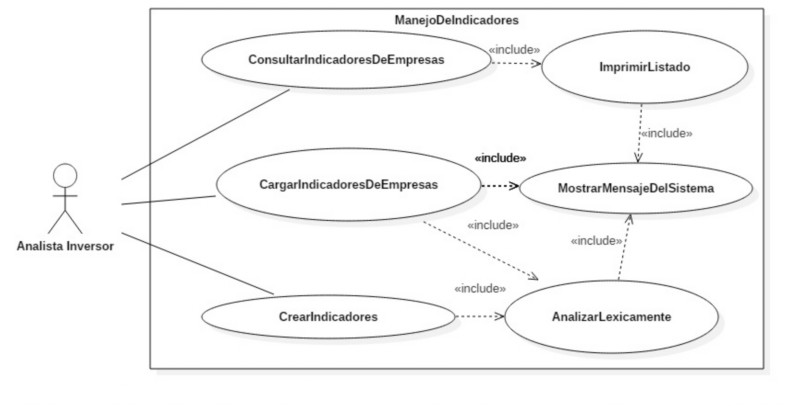 ManejoDeIndicadores
ConsultarIndicadoresDeEmpresas
«include»
ImprimirListado
«include»
CargarIndicadoresDeEmpresas
«include»
MostrarMensajeDelSistema
Analista Inversor
«include»
«include»
«include»
CrearIndicadores
AnalizarLexicamente